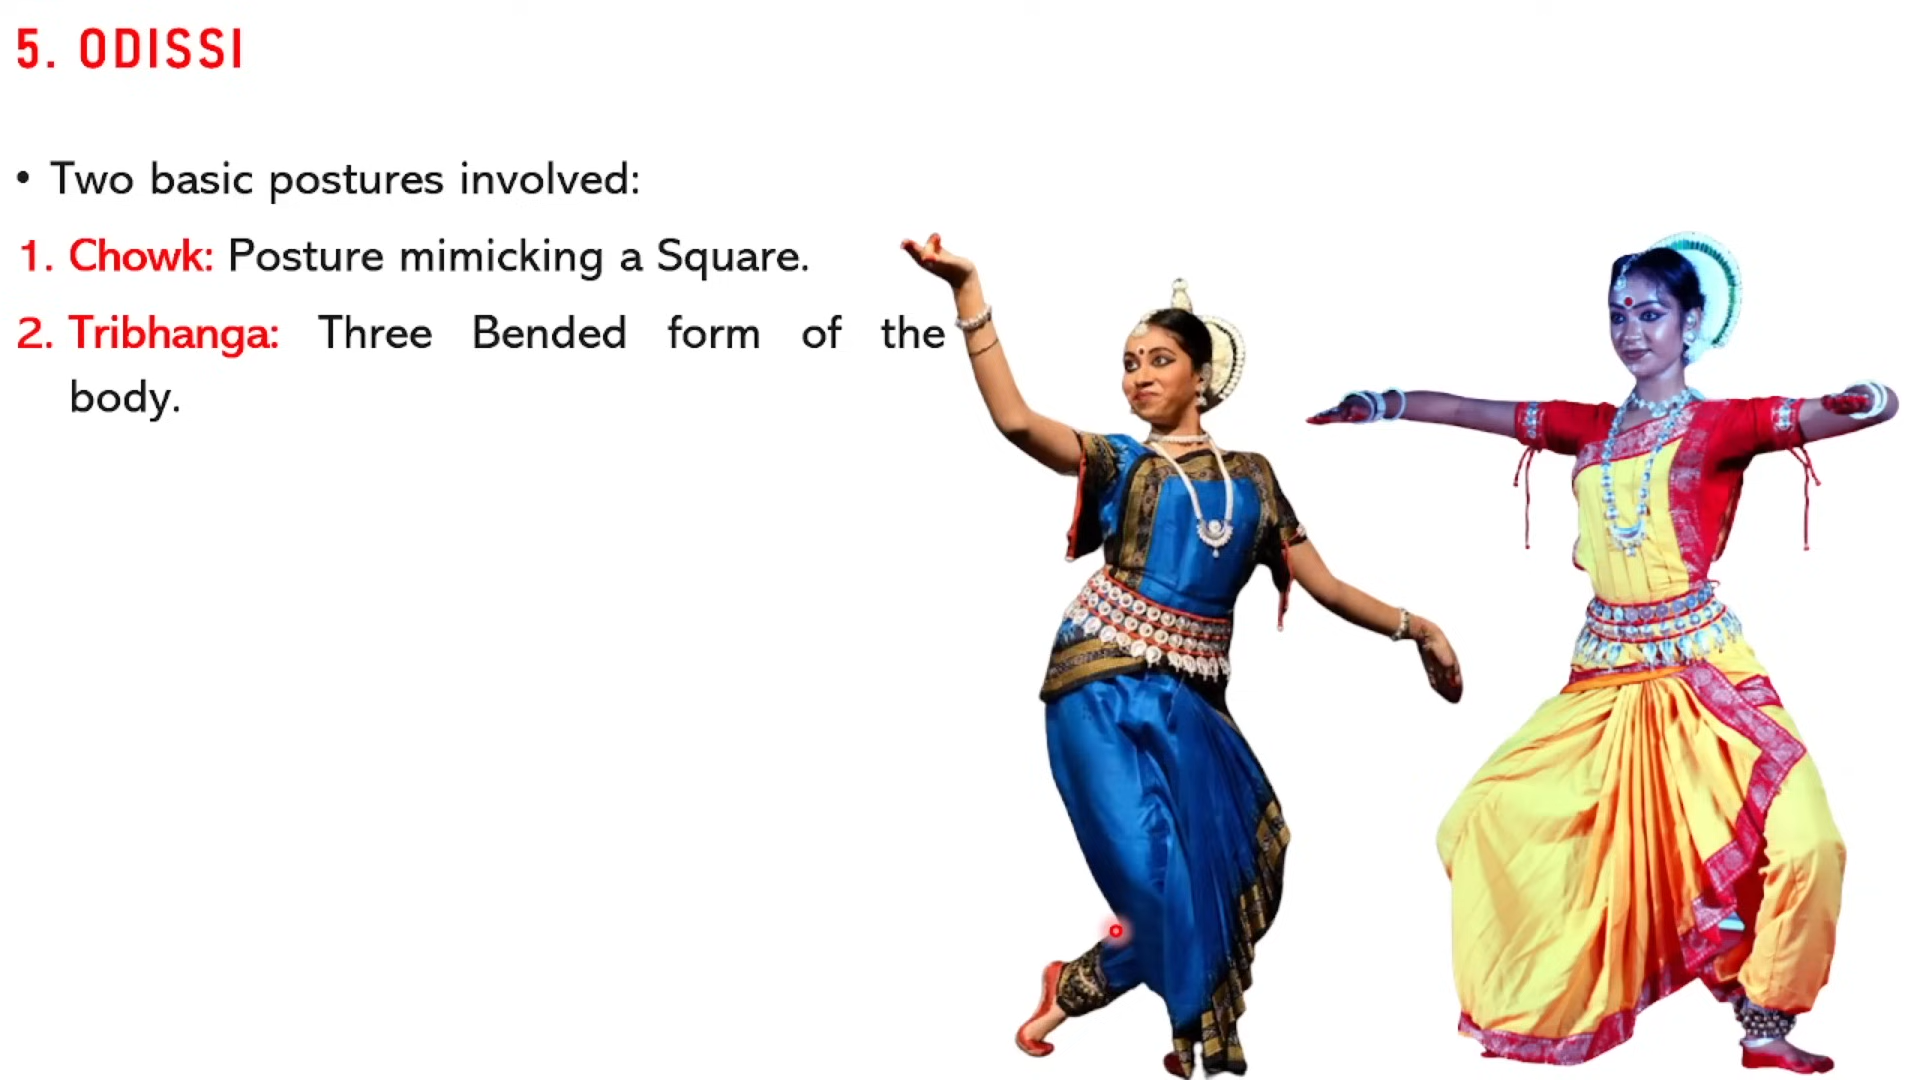 5. ODISSI
• Two basic postures involved:
1. Chowk: Posture mimicking a Square.
2. Tribhanga: Three Bended form of the
body.